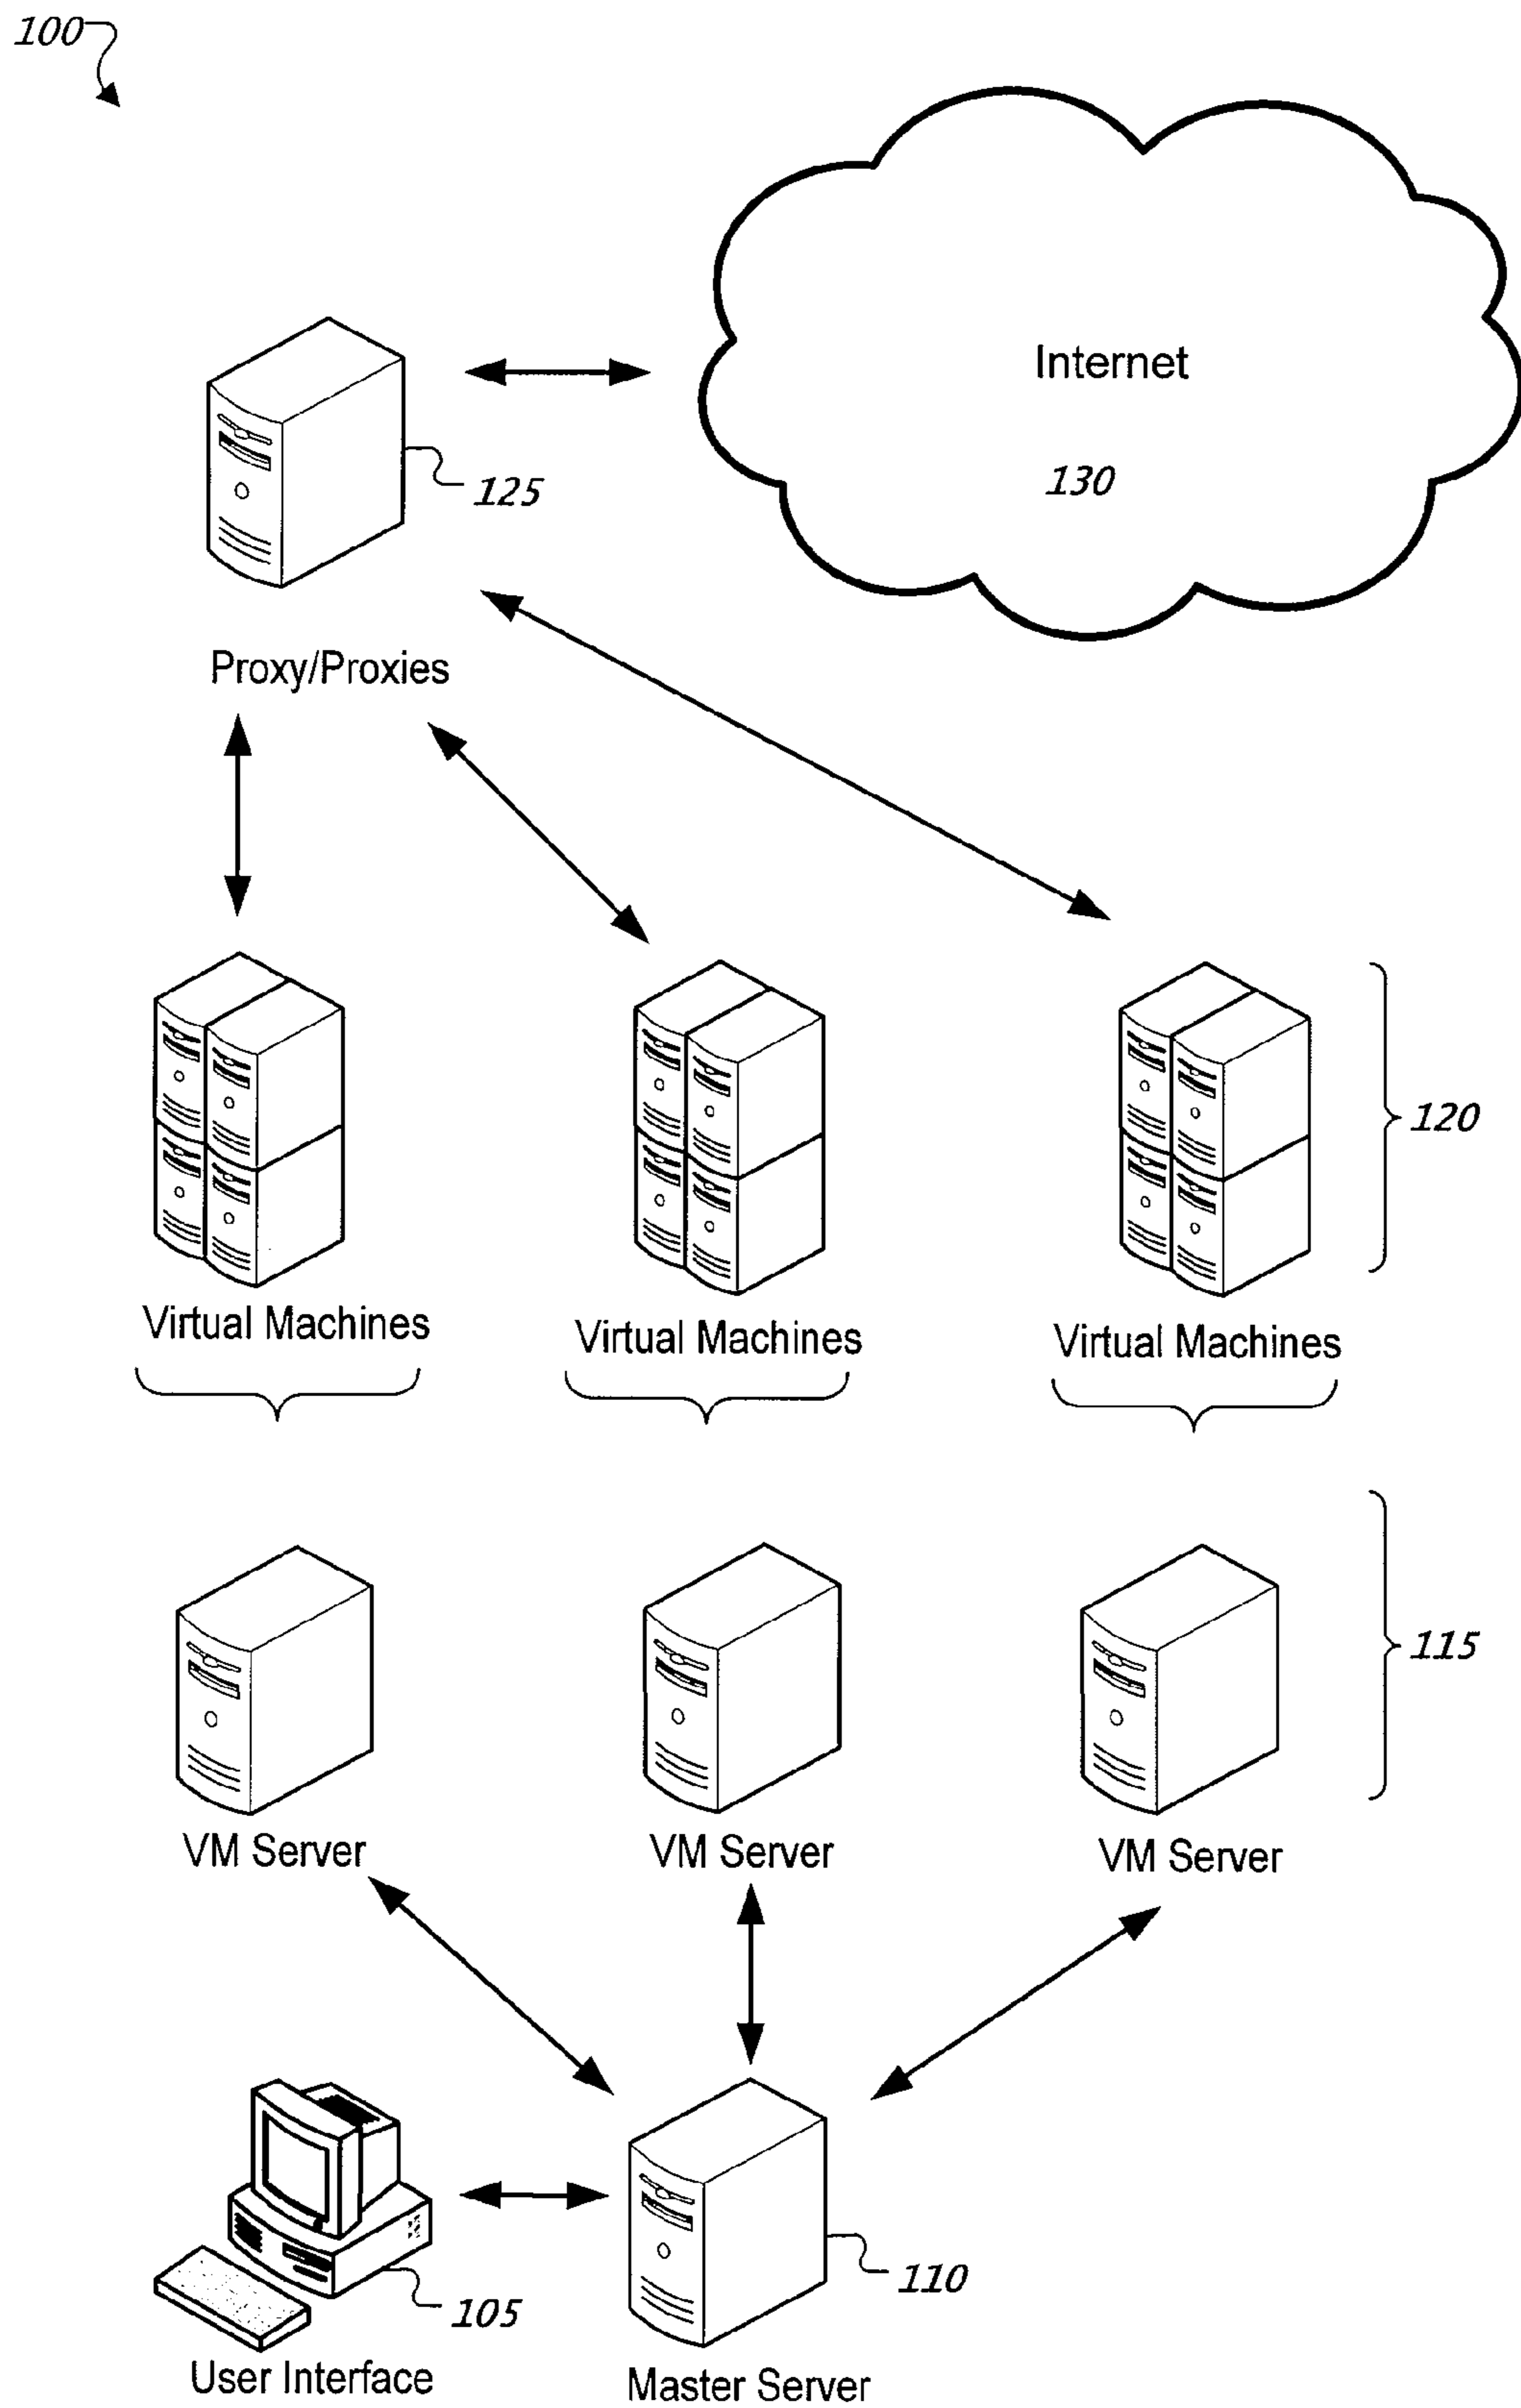 100
Internet
130
125
Proxy/Proxies
120
Virtual Machines
Virtual Machines
Virtual Machines
115
VM Server
VM Server
VM Server
110
105
User Interface
Master Server